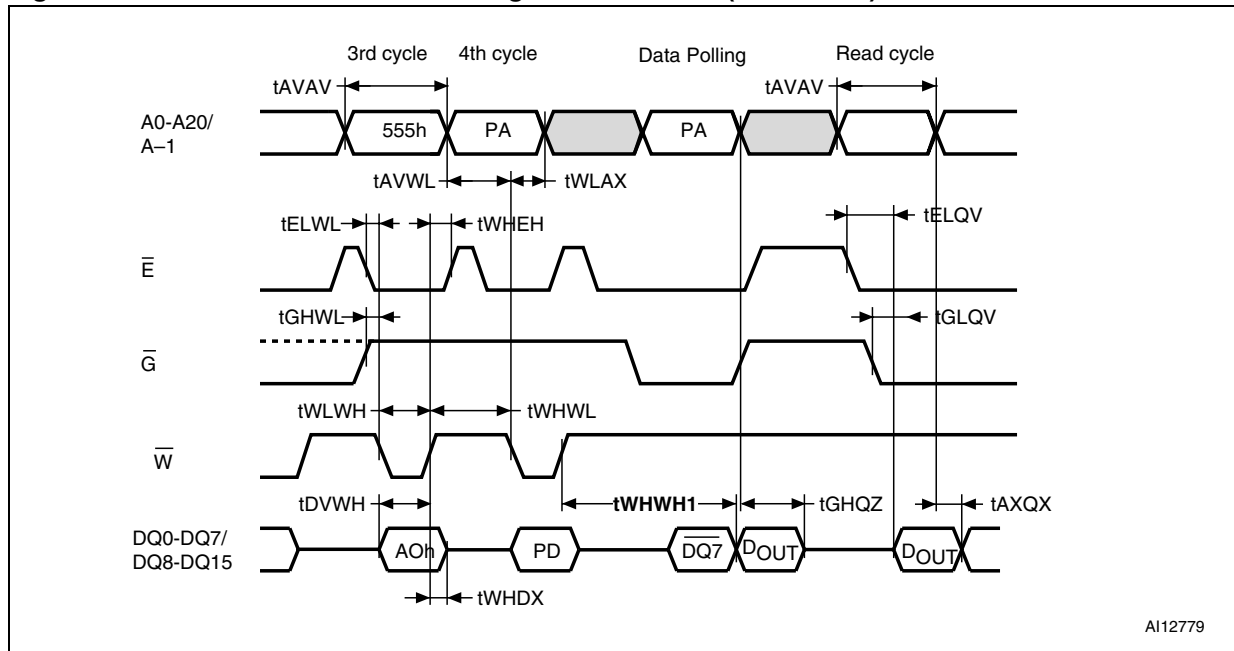 3rd cycle 4th cycle Data Polling Read cycle
tAVAV tAVAV
A0-A20/
A–1
555h PA PA
tAVWL tWLAX
tELWL tWHEH tELQV
E
tGHWL tGLQV
G
tWLWH tWHWL
W
tDVWH tWHWH1 tGHQZ tAXQX
DQ0-DQ7/
DQ8-DQ15
AOh PD DQ7 DOUT DOUT
tWHDX
AI12779